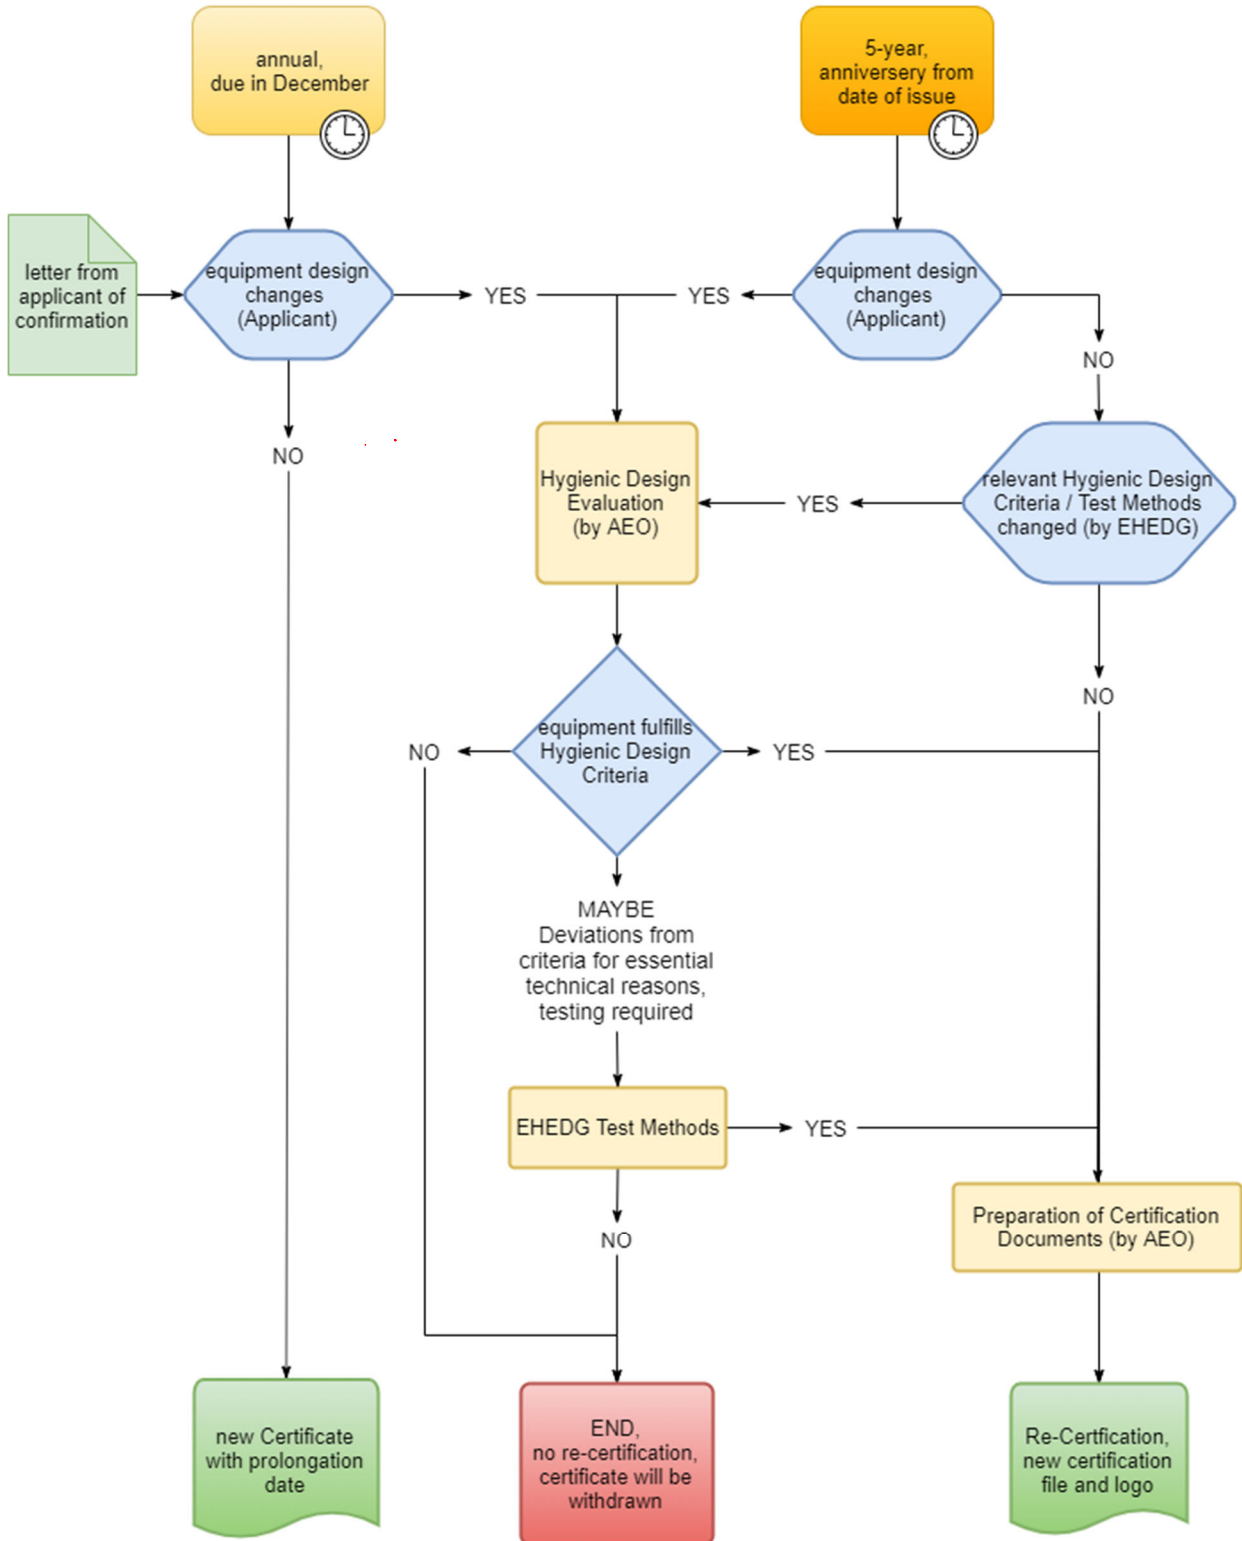 annual,
due in December
5-year,
anniversery from
date of issue
letter from
applicant of
confirmation
equipment design
changes
(Applicant)
YES
YES
equipment design
changes
(Applicant)
NO
NO
Hygienic Design
Evaluation
(by AEO)
YES
relevant Hygienic Design
Criteria / Test Methods
changed (by EHEDG)
NO
NO
equipment fulfills
Hygienic Design
Criteria
YES
MAYBE
Deviations from
criteria for essential
technical reasons,
testing required
EHEDG Test Methods
YES
NO
Preparation of Certification
Documents (by AEO)
new Certificate
with prolongation
date
END,
no re-certification,
certificate will be
withdrawn
Re-Certfication,
new certification
file and logo